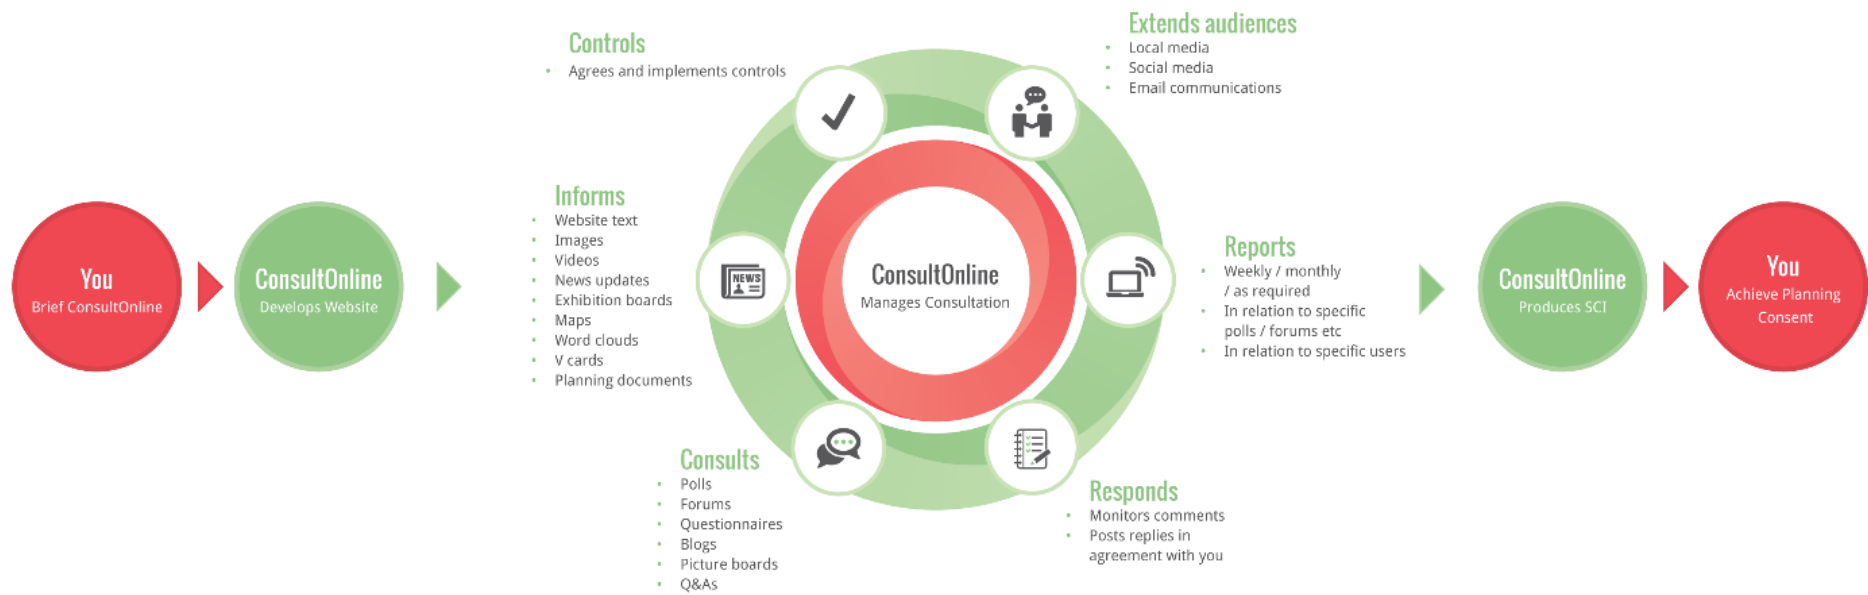 You
Brief ConsultOnline
ConsultOnline
Develops Website
Controls
• Agrees and implements controls
Informs
• Website text
• Images
• Videos
• News updates
• Exhibition boards
• Maps
• Word clouds
• V cards
• Planning documents
Consults
• Polls
• Forums
• Questionnaires
• Blogs
• Picture boards
• Q&As
NEWS
ConsultOnline
Manages Consultation
Extends audiences
• Local media
• Social media
• Email communications
Reports
• Weekly / monthly
/ as required
• In relation to specific
polls / forums etc
• In relation to specific users
Responds
• Monitors comments
• Posts replies in
agreement with you
ConsultOnline
Produces SCI
You
Achieve Planning
Consent